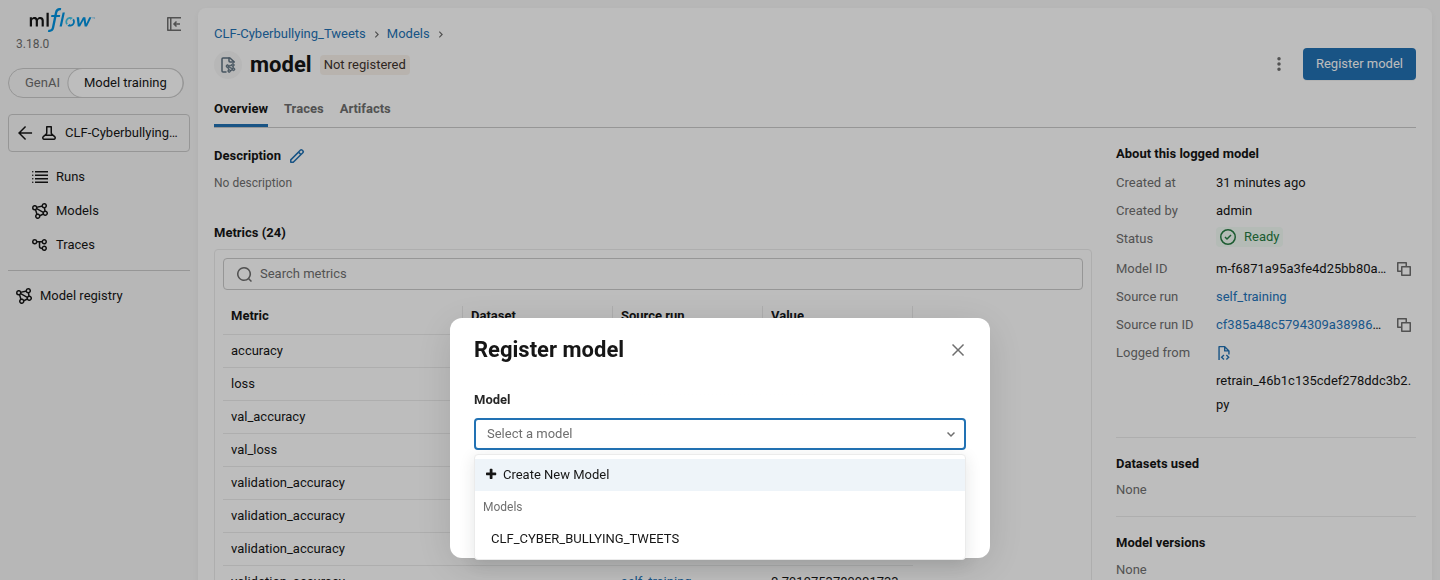 mlflow
3.18.0
GenAI
Model training
CLF-Cyberbullying...
Runs
Models
Traces
Model registry
CLF-Cyberbullying_Tweets > Models >
model Not registered
Register model
Overview Traces Artifacts
Description
No description
Metrics (24)
Search metrics
Metric Dataset Source run Value
accuracy
loss
val_accuracy
val_loss
validation_accuracy
validation_accuracy
validation_accuracy
About this logged model
Created at 31 minutes ago
Created by admin
Status Ready
Model ID m-f6871a95a3fe4d25bb80a...
Source run self_training
Source run ID cf385a48c5794309a38986...
Logged from
retrain_46b1c135cdef278ddc3b2.
py
Datasets used
None
Model versions
None
Register model
Model
Select a model
Create New Model
Models
CLF_CYBER_BULLYING_TWEETS